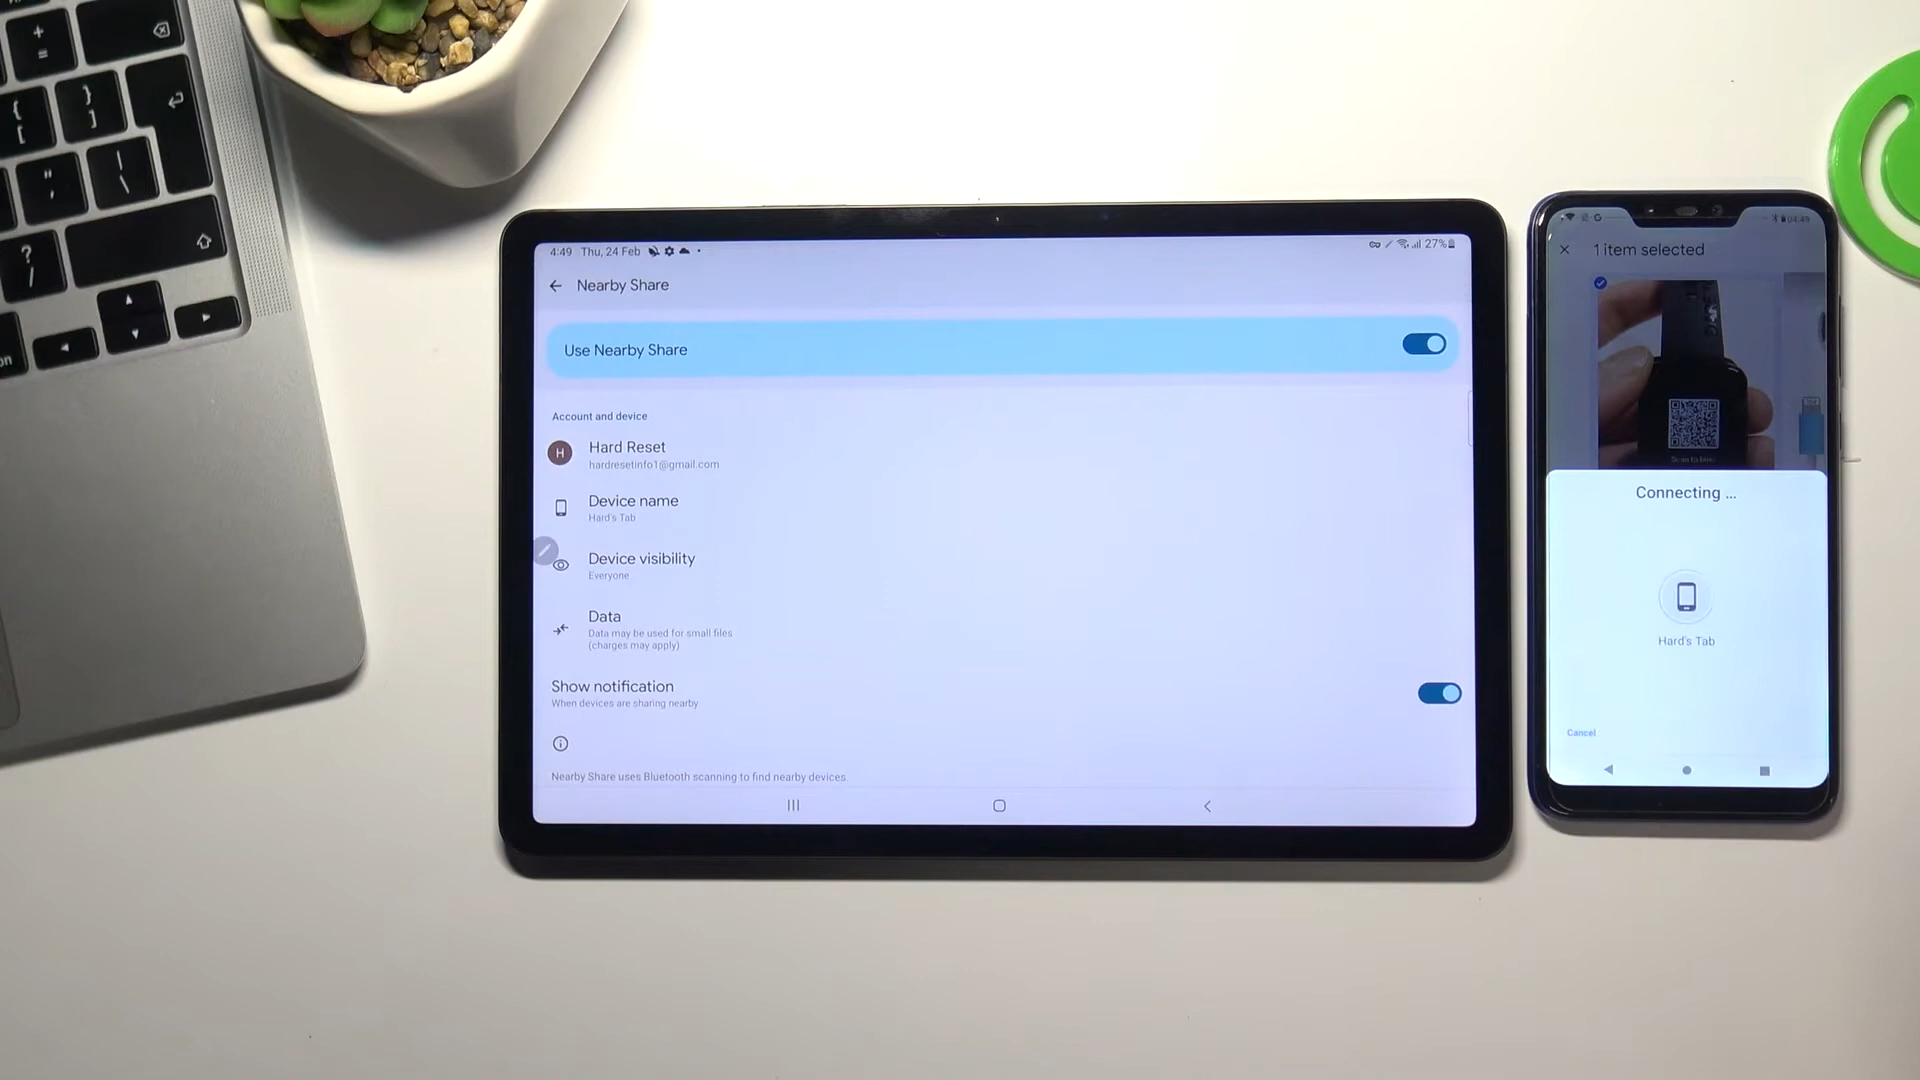 4:49 Thu, 24 Feb
27%
Nearby Share
Use Nearby Share
Account and device
H
Hard Reset
hardresetinfo1@gmail.com
Device name
Hard's Tab
Device visibility
Everyone
Data
Data may be used for small files
(charges may apply)
Show notification
When devices are sharing nearby
Nearby Share uses Bluetooth scanning to find nearby devices.
04:49
1 item selected
Connecting ...
Hard's Tab
Cancel
+
=
}
]
{
[
|
\
"
,
?
/
on